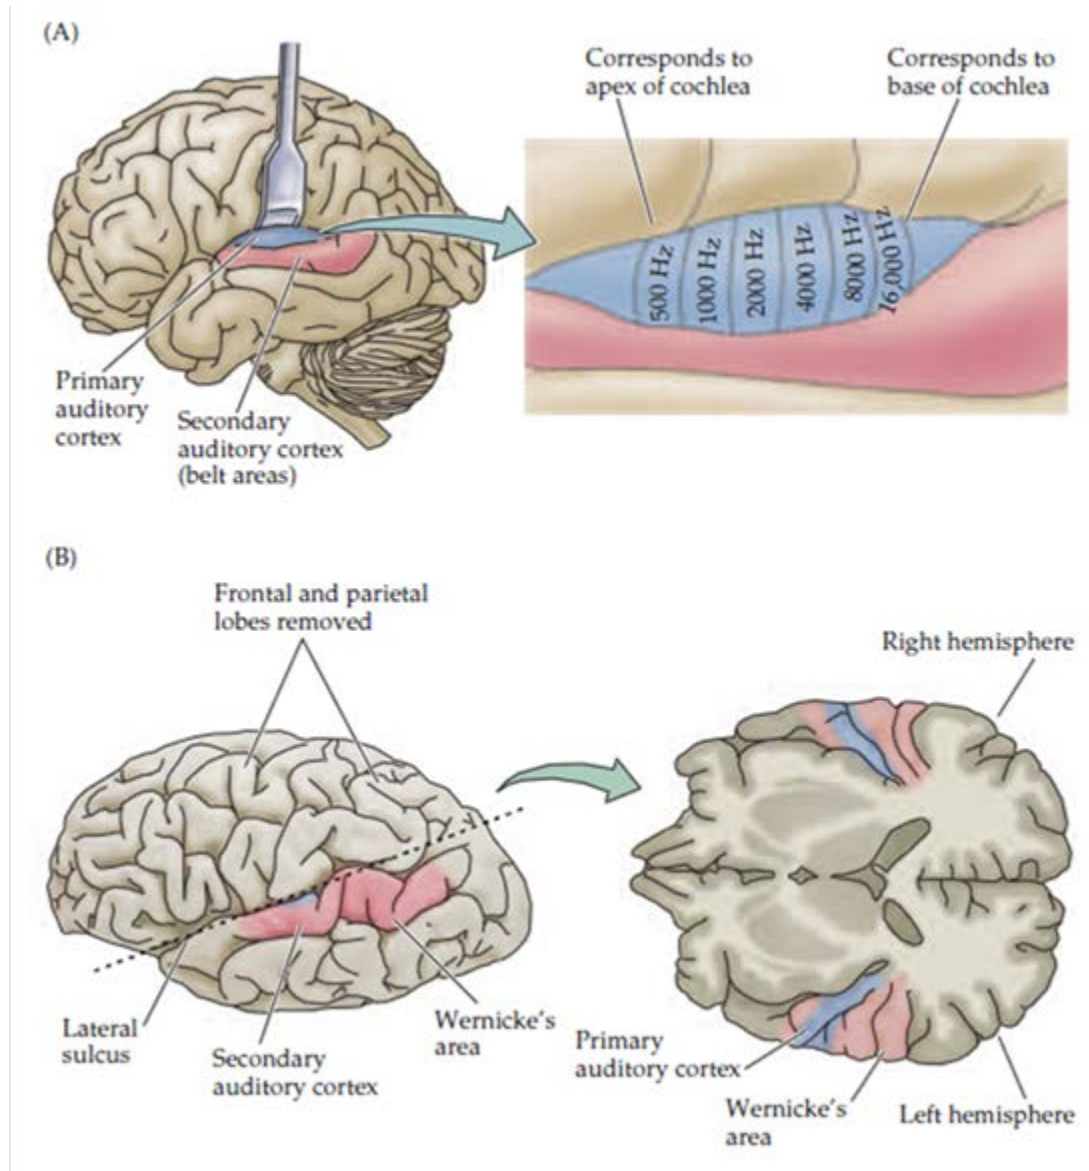 (A)
Corresponds to
apex of cochlea
Corresponds to
base of cochlea
500 Hz
1000 Hz
2000 Hz
4000 Hz
8000 Hz
16,000 Hz
Primary
auditory
cortex
Secondary
auditory cortex
(belt areas)
(B)
Frontal and parietal
lobes removed
Right hemisphere
Lateral
sulcus
Secondary
auditory cortex
Wernicke's
area
Primary
auditory cortex
Wernicke's
area
Left hemisphere